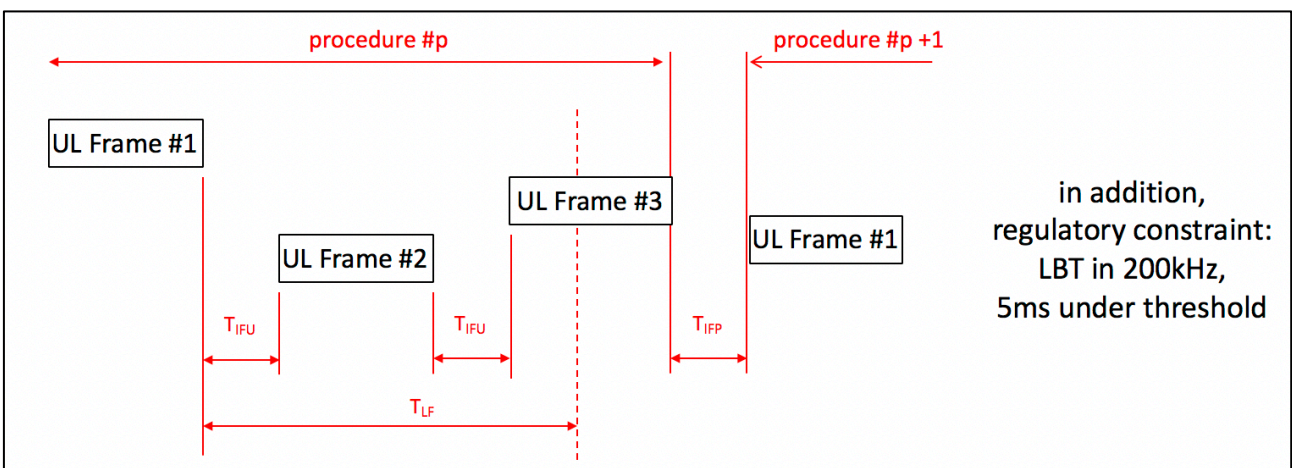 procedure #p
procedure #p +1
UL Frame #1
UL Frame #2
UL Frame #3
UL Frame #1
in addition,
regulatory constraint:
LBT in 200kHz,
5ms under threshold
TIFU
TIFU
TIFP
TLF